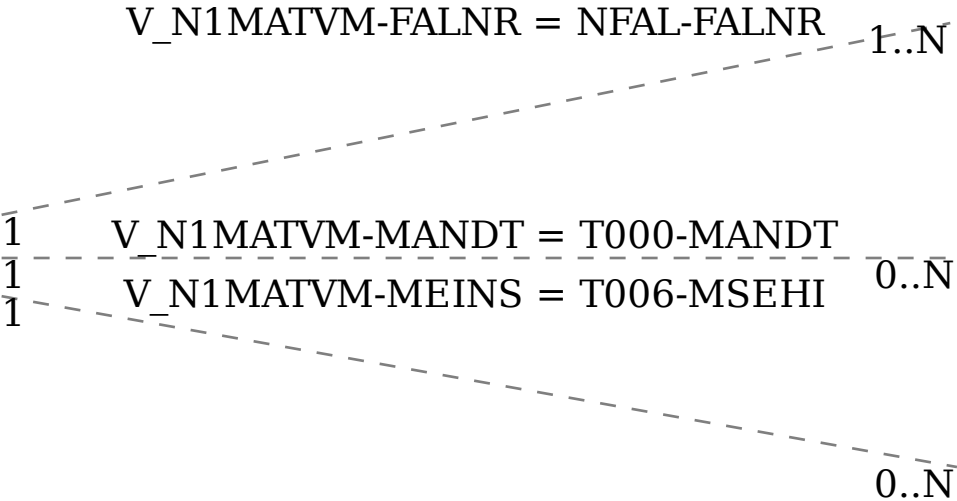 V_N1MATVM-FALNR = NFAL-FALNR
1..N
1
V_N1MATVM-MANDT = T000-MANDT
1
0..N
V_N1MATVM-MEINS = T006-MSEHI
1
0..N